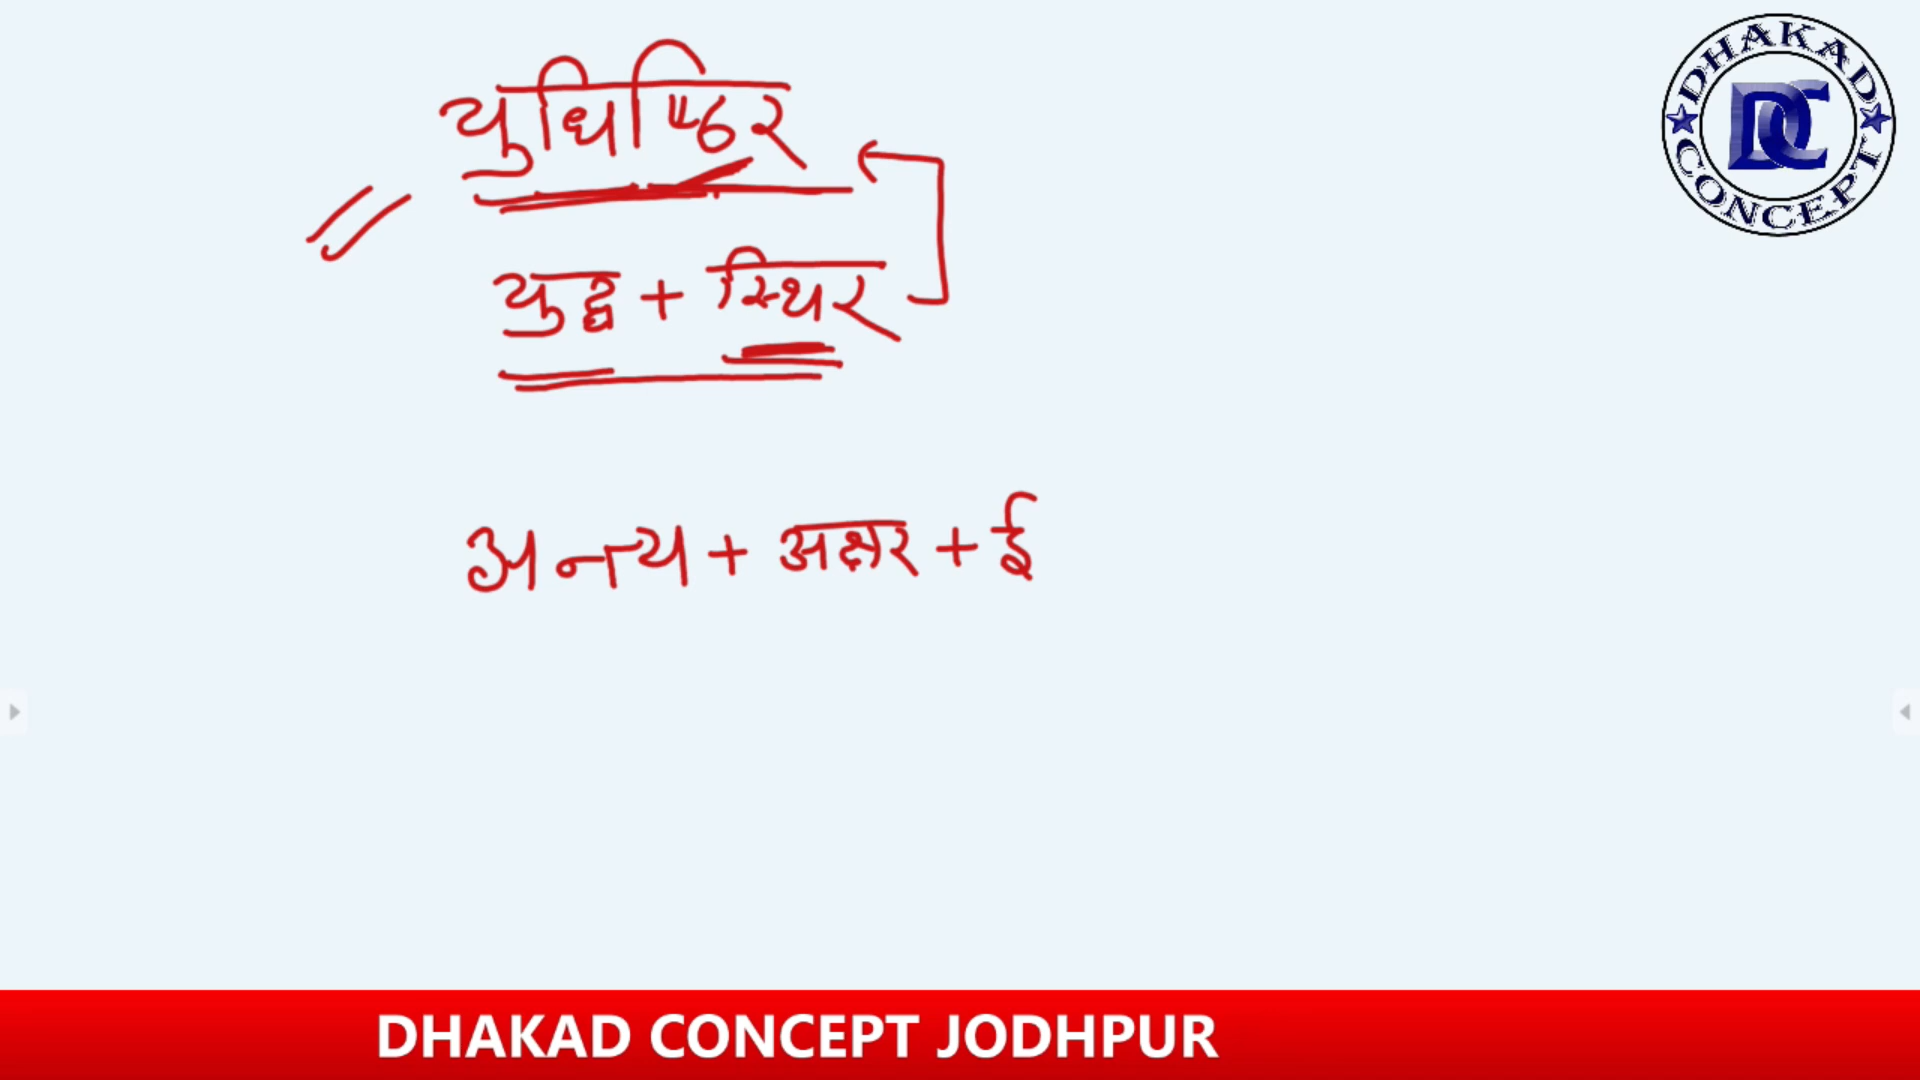 युधिष्ठिर
युद्ध + स्थिर
अन्य + अक्षर + ई
DHAKAD CONCEPT
DC
DHAKAD CONCEPT JODHPUR